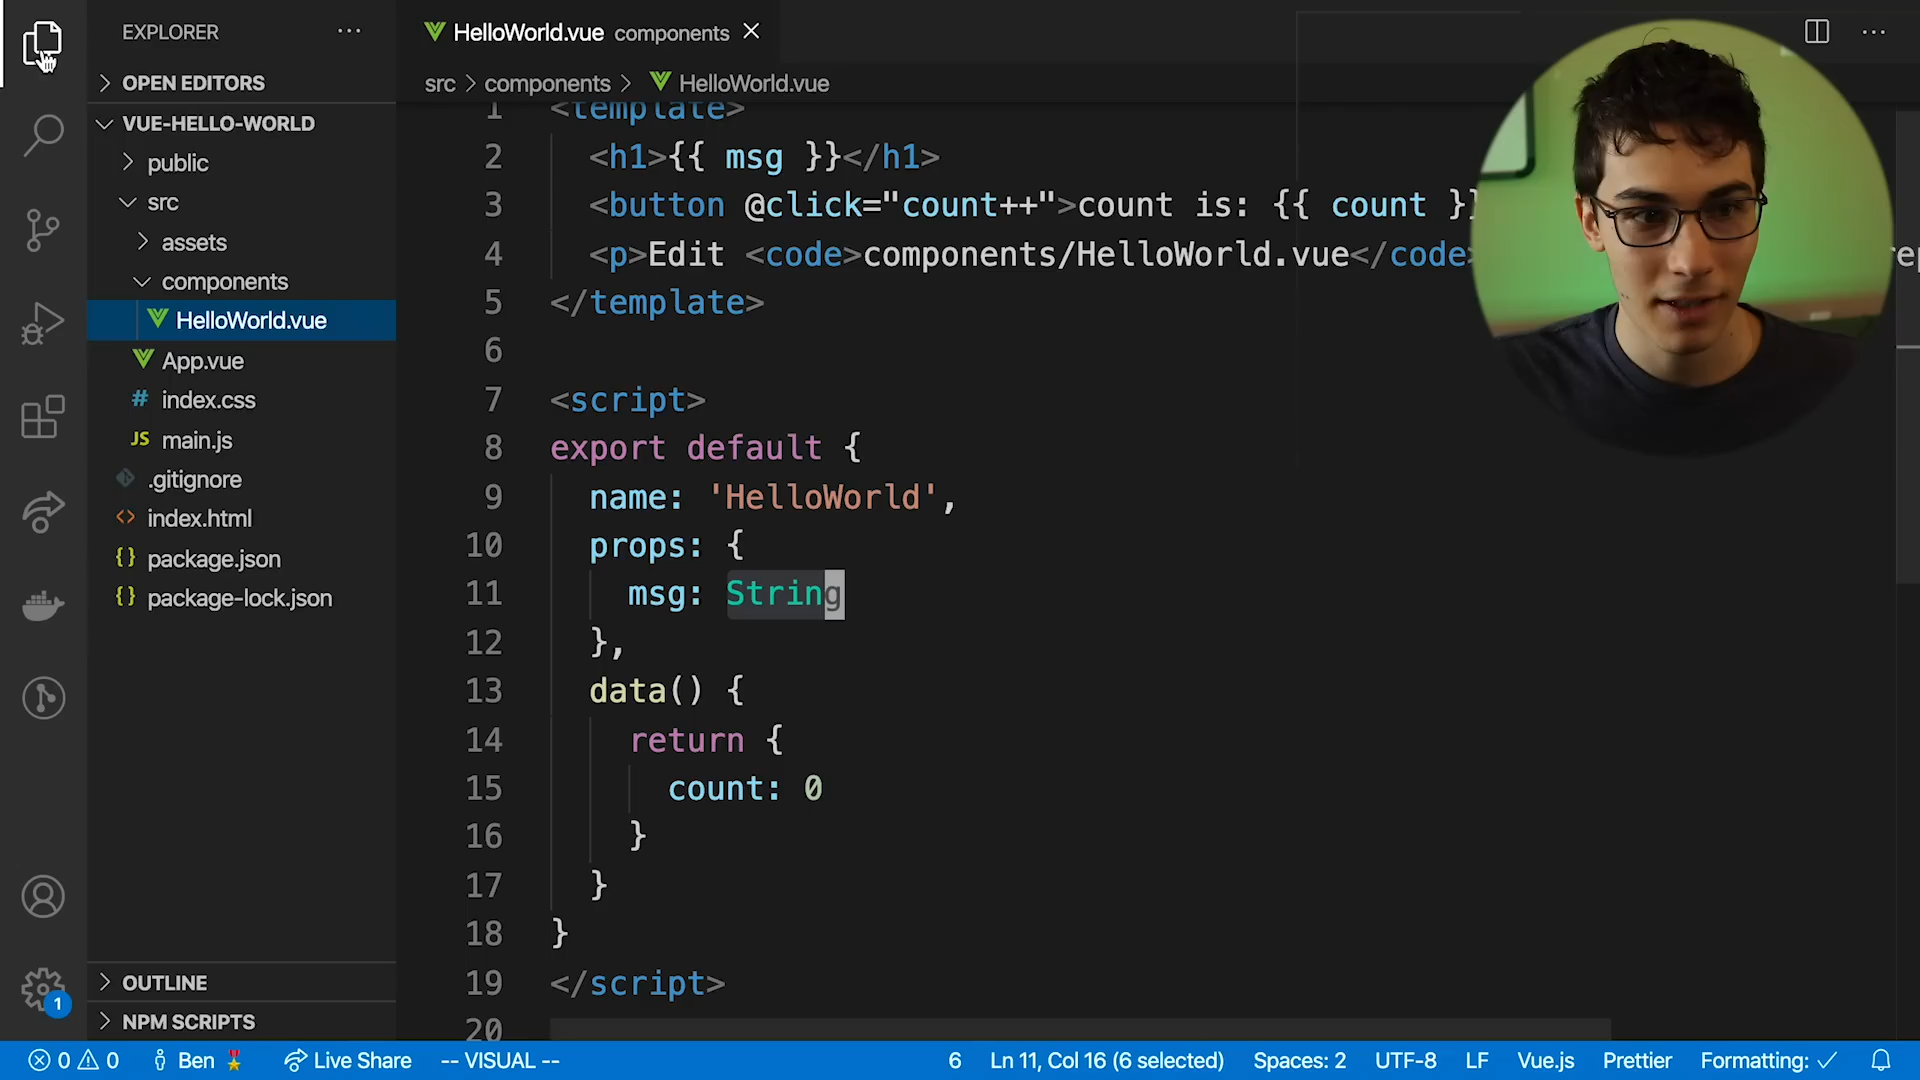 EXPLORER
OPEN EDITORS
VUE-HELLO-WORLD
public
src
assets
components
HelloWorld.vue
App.vue
# index.css
JS main.js
.gitignore
<> index.html
{} package.json
{} package-lock.json
OUTLINE
NPM SCRIPTS
1
HelloWorld.vue components
src > components > HelloWorld.vue
1 <template>
2 <h1>{{ msg }}</h1>
3 <button @click="count++">count is: {{ count }
4 <p>Edit <code>components/HelloWorld.vue</code
5 </template>
6
7 <script>
8 export default {
9 name: 'HelloWorld',
10 props: {
11 msg: String
12 },
13 data() {
14 return {
15 count: 0
16 }
17 }
18 }
19 </script>
20
0 0 Ben Live Share -- VISUAL -- 6 Ln 11, Col 16 (6 selected) Spaces: 2 UTF-8 LF Vue.js Prettier Formatting: ✓